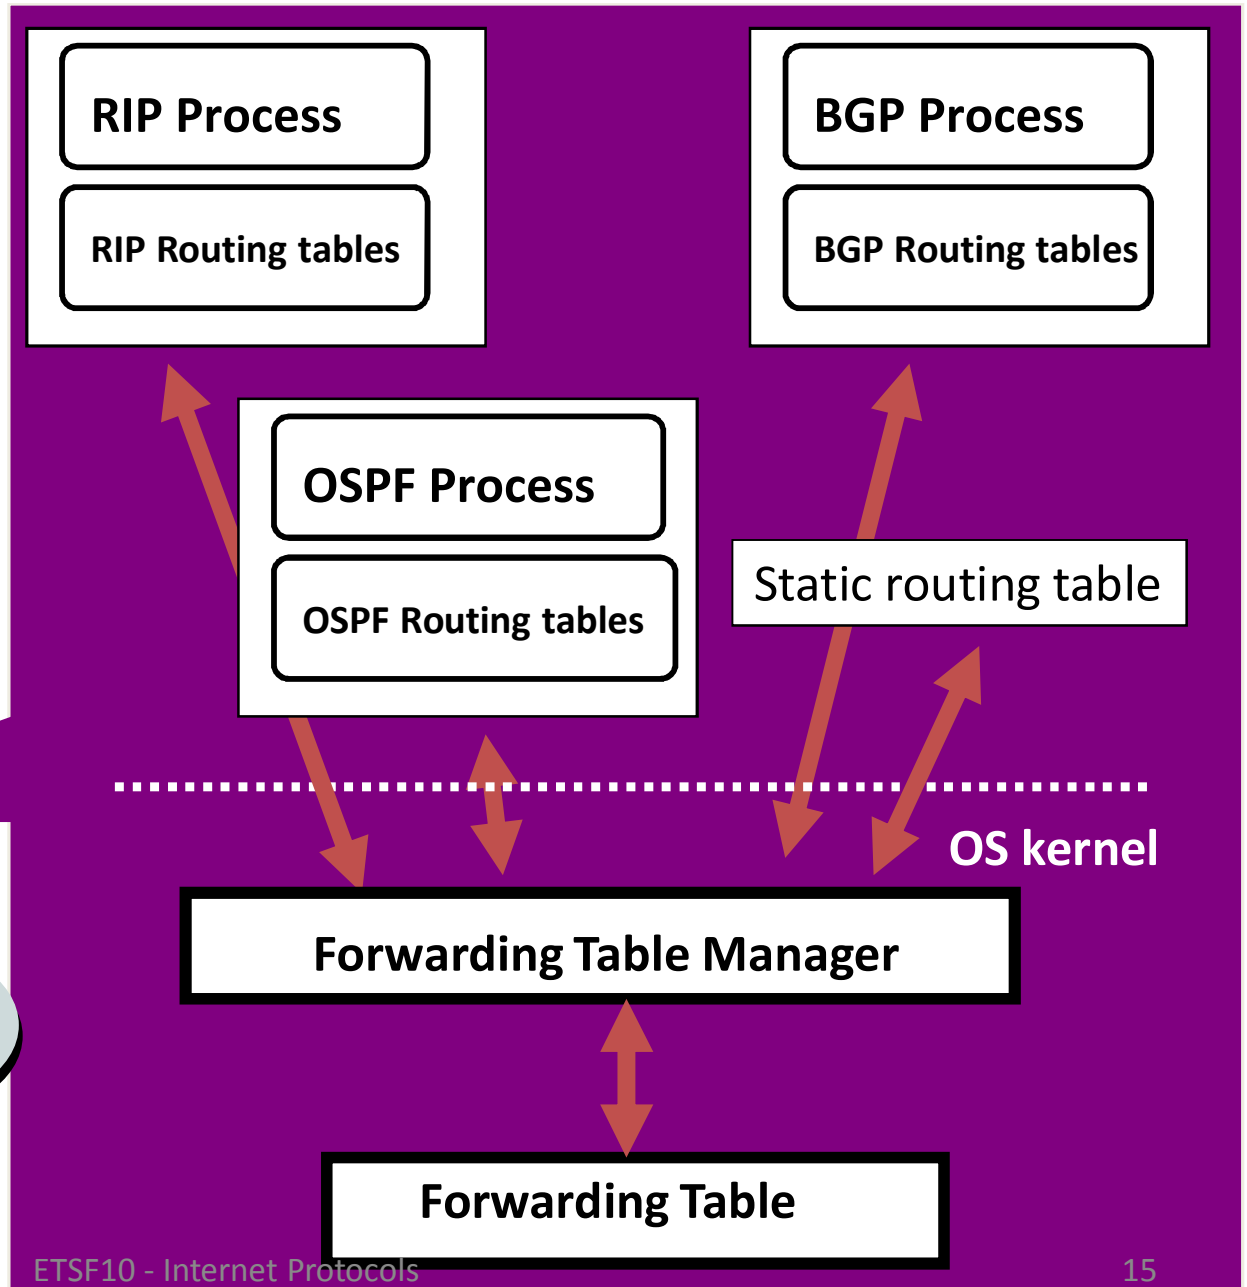 RIP Process
RIP Routing tables
BGP Process
BGP Routing tables
OSPF Process
OSPF Routing tables
Static routing table
OS kernel
Forwarding Table Manager
Forwarding Table
ETSF10 - Internet Protocols
15